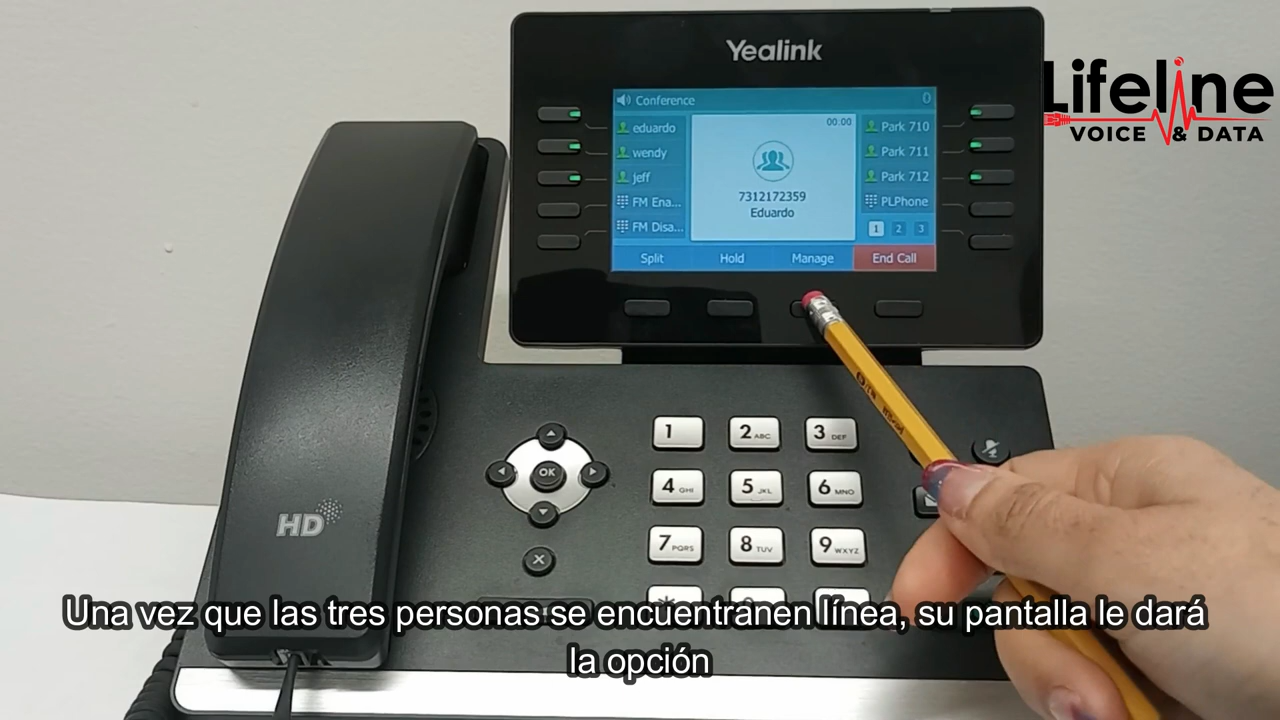 Yealink
Lifeline
VOICE & DATA
Conference
0
eduardo
wendy
jeff
FM Ena...
FM Disa...
00:00
7312172359
Eduardo
Park 710
Park 711
Park 712
PLPhone
1 2 3
Split Hold Manage End Call
1 2 ABC 3 DEF
OK
4 GHI 5 JKL 6 MNO
7 PQRS 8 TUV 9 WXYZ
HD
Una vez que las tres personas se encuentranen línea, su pantalla le dará
la opción